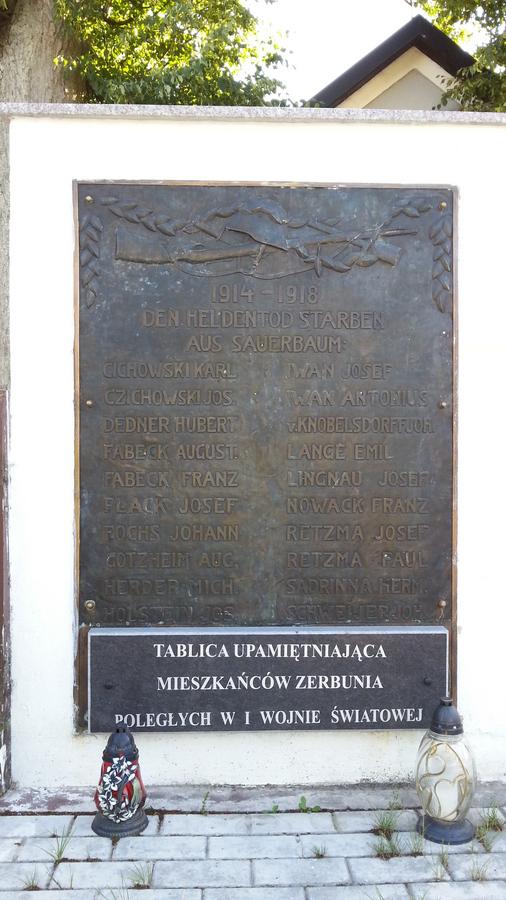 1914 - 1918
DEN HELDENTOD STARBEN
AUS SAUERBAUM:
CICHOWSKI KARL
CZICHOWSKI JOS.
DEDNER HUBERT
FABECK AUGUST.
FABECK FRANZ
FLACK JOSEF
FOCHS JOHANN
GOTZHEIM AUG.
HERDER MICH.
HOLSTEIN JOS.
IWAN JOSEF
IWAN ANTONIUS
v. KNOBELSDORFF JOH.
LANGE EMIL
LINGNAU JOSEF
NOWACK FRANZ
RETZMA JOSEF
RETZMA PAUL
SADRINNA HERM.
SCHWEIJER JOH.
TABLICA UPAMIĘTNIAJĄCA
MIESZKAŃCÓW ZERBUNIA
POLEGŁYCH W I WOJNIE ŚWIATOWEJ